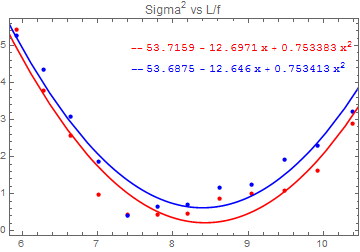 Sigma² vs L/f
-- 53.7159 - 12.6971 x + 0.753383 x²
-- 53.6875 - 12.646 x + 0.753413 x²
5
4
3
2
1
0
6 7 8 9 10